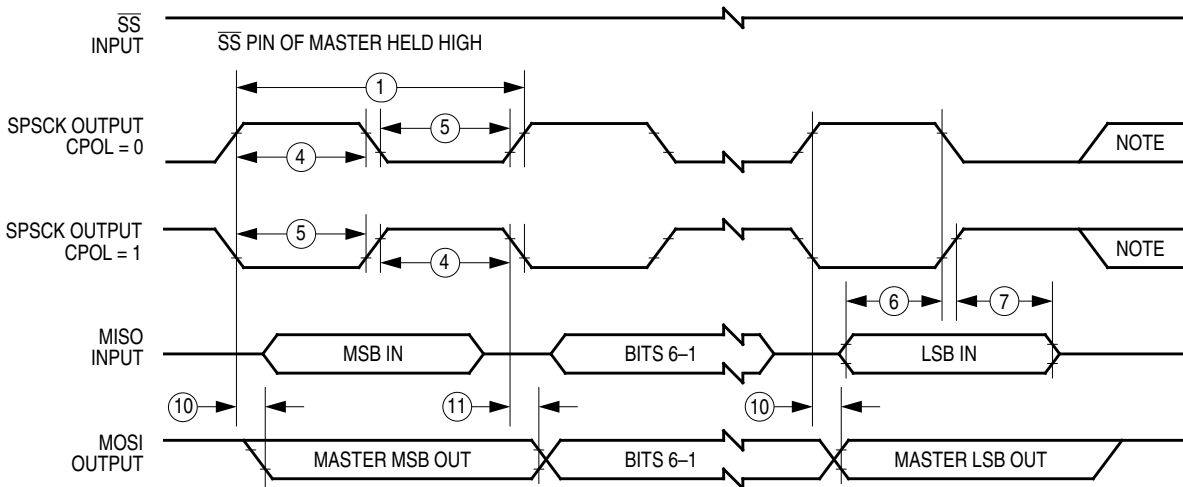 SS
INPUT
SS PIN OF MASTER HELD HIGH
1
SPSCK OUTPUT
CPOL = 0
5
4
NOTE
SPSCK OUTPUT
CPOL = 1
5
4
NOTE
6
7
MISO
INPUT
MSB IN
BITS 6–1
LSB IN
10
11
10
MOSI
OUTPUT
MASTER MSB OUT
BITS 6–1
MASTER LSB OUT